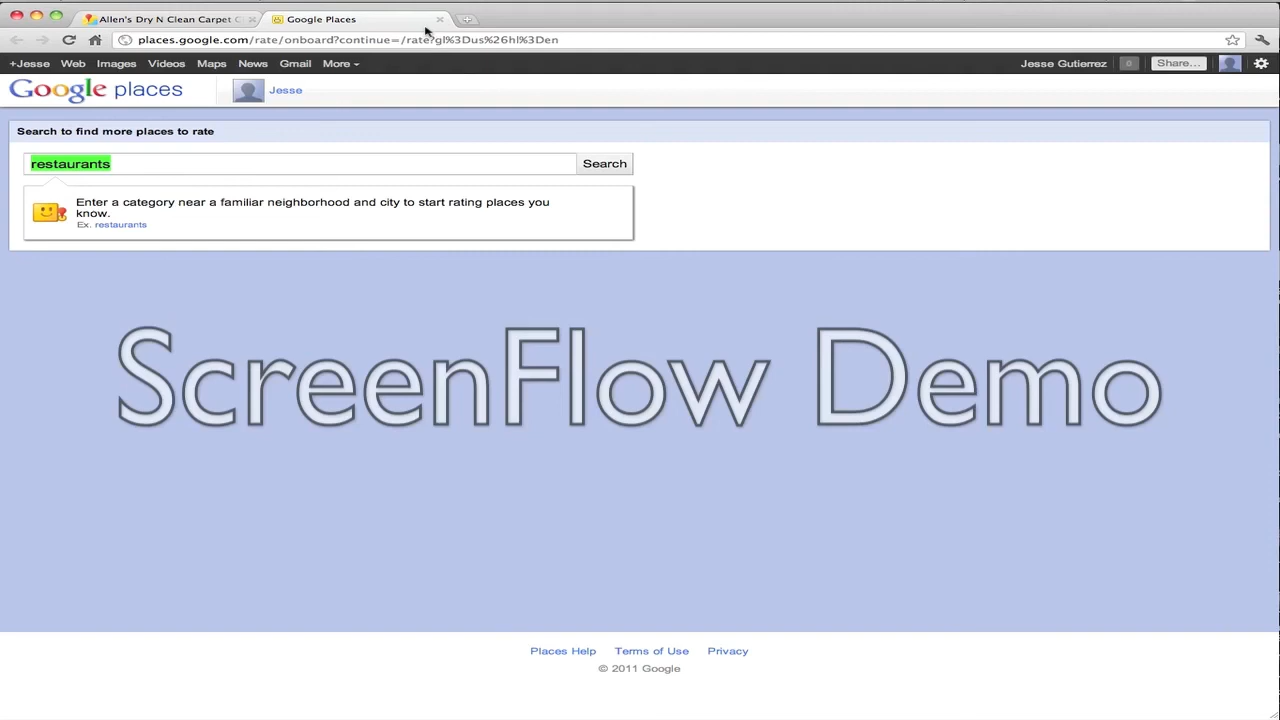 Allen's Dry N Clean Carpet C
Google Places
places.google.com/rate/onboard?continue=/rate?gl%3Dus%26hl%3Den
+Jesse Web Images Videos Maps News Gmail More
Jesse Gutierrez 0 Share...
Google places
Jesse
Search to find more places to rate
restaurants
Search
Enter a category near a familiar neighborhood and city to start rating places you
know.
Ex. restaurants
ScreenFlow Demo
Places Help Terms of Use Privacy
© 2011 Google